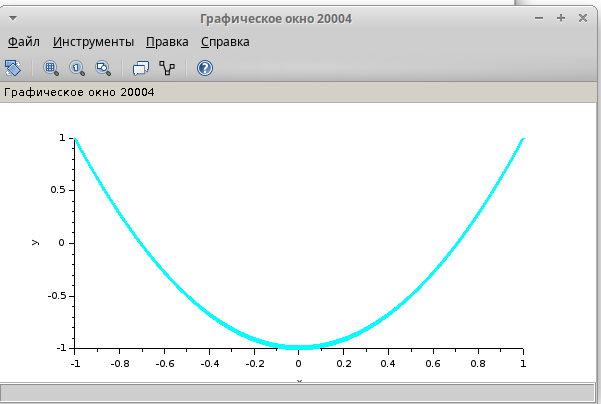 Графическое окно 20004
Файл Инструменты Правка Справка
Графическое окно 20004
1
0.5
y
0
-0.5
-1
-1 -0.8 -0.6 -0.4 -0.2 0 0.2 0.4 0.6 0.8 1